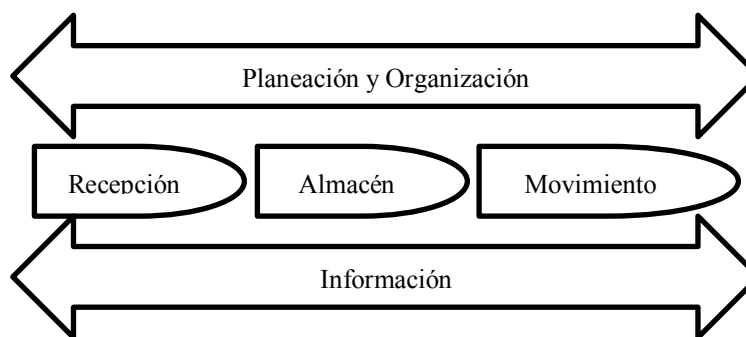 Planeación y Organización
Recepción Almacén Movimiento
Información